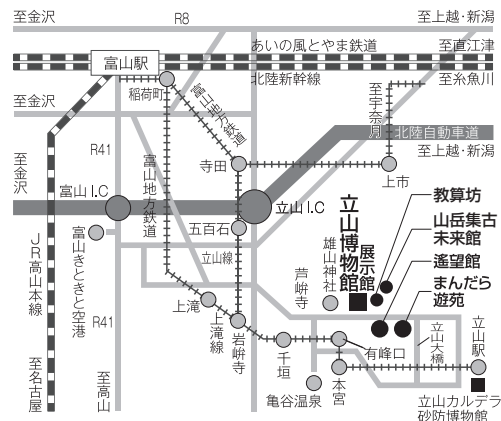 至金沢
R8
至上越・新潟
富山駅
あいの風とやま鉄道
至直江津
北陸新幹線
至糸魚川
稲荷町
至金沢
富山地方鉄道
至宇奈月
北陸自動車道
至上越・新潟
R41
富山地方鉄道
寺田
上市
至金沢
富山I.C
立山I.C
教算坊
山岳集古
未来館
遙望館
まんだら
遊苑
立山博物館
展示館
五百石
立山線
雄山神社
芦峅寺
JR高山本線
富山きときと空港
R41
上滝
上滝線
岩峅寺
千垣
有峰口
本宮
立山大橋
立山駅
亀谷温泉
立山カルデラ
砂防博物館
至名古屋
至高山